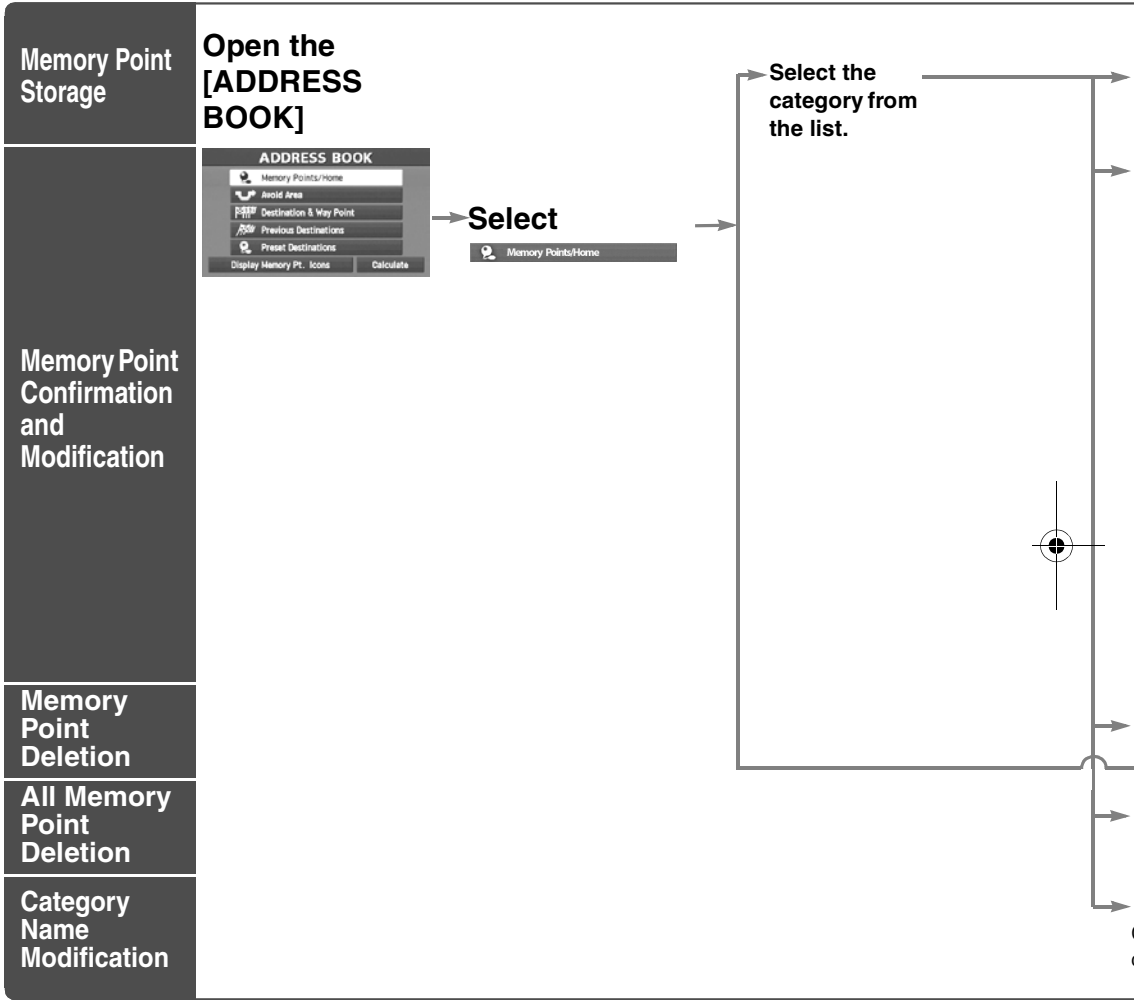 Memory Point
Storage
Open the
[ADDRESS
BOOK]
Select the
category from
the list.
Memory Point
Confirmation
and
Modification
ADDRESS BOOK
Memory Points/Home
Avoid Area
Destination & Way Point
Previous Destinations
Preset Destinations
Display Memory Pt. Icons
Calculate
Select
Memory Points/Home
Memory
Point
Deletion
All Memory
Point
Deletion
Category
Name
Modification